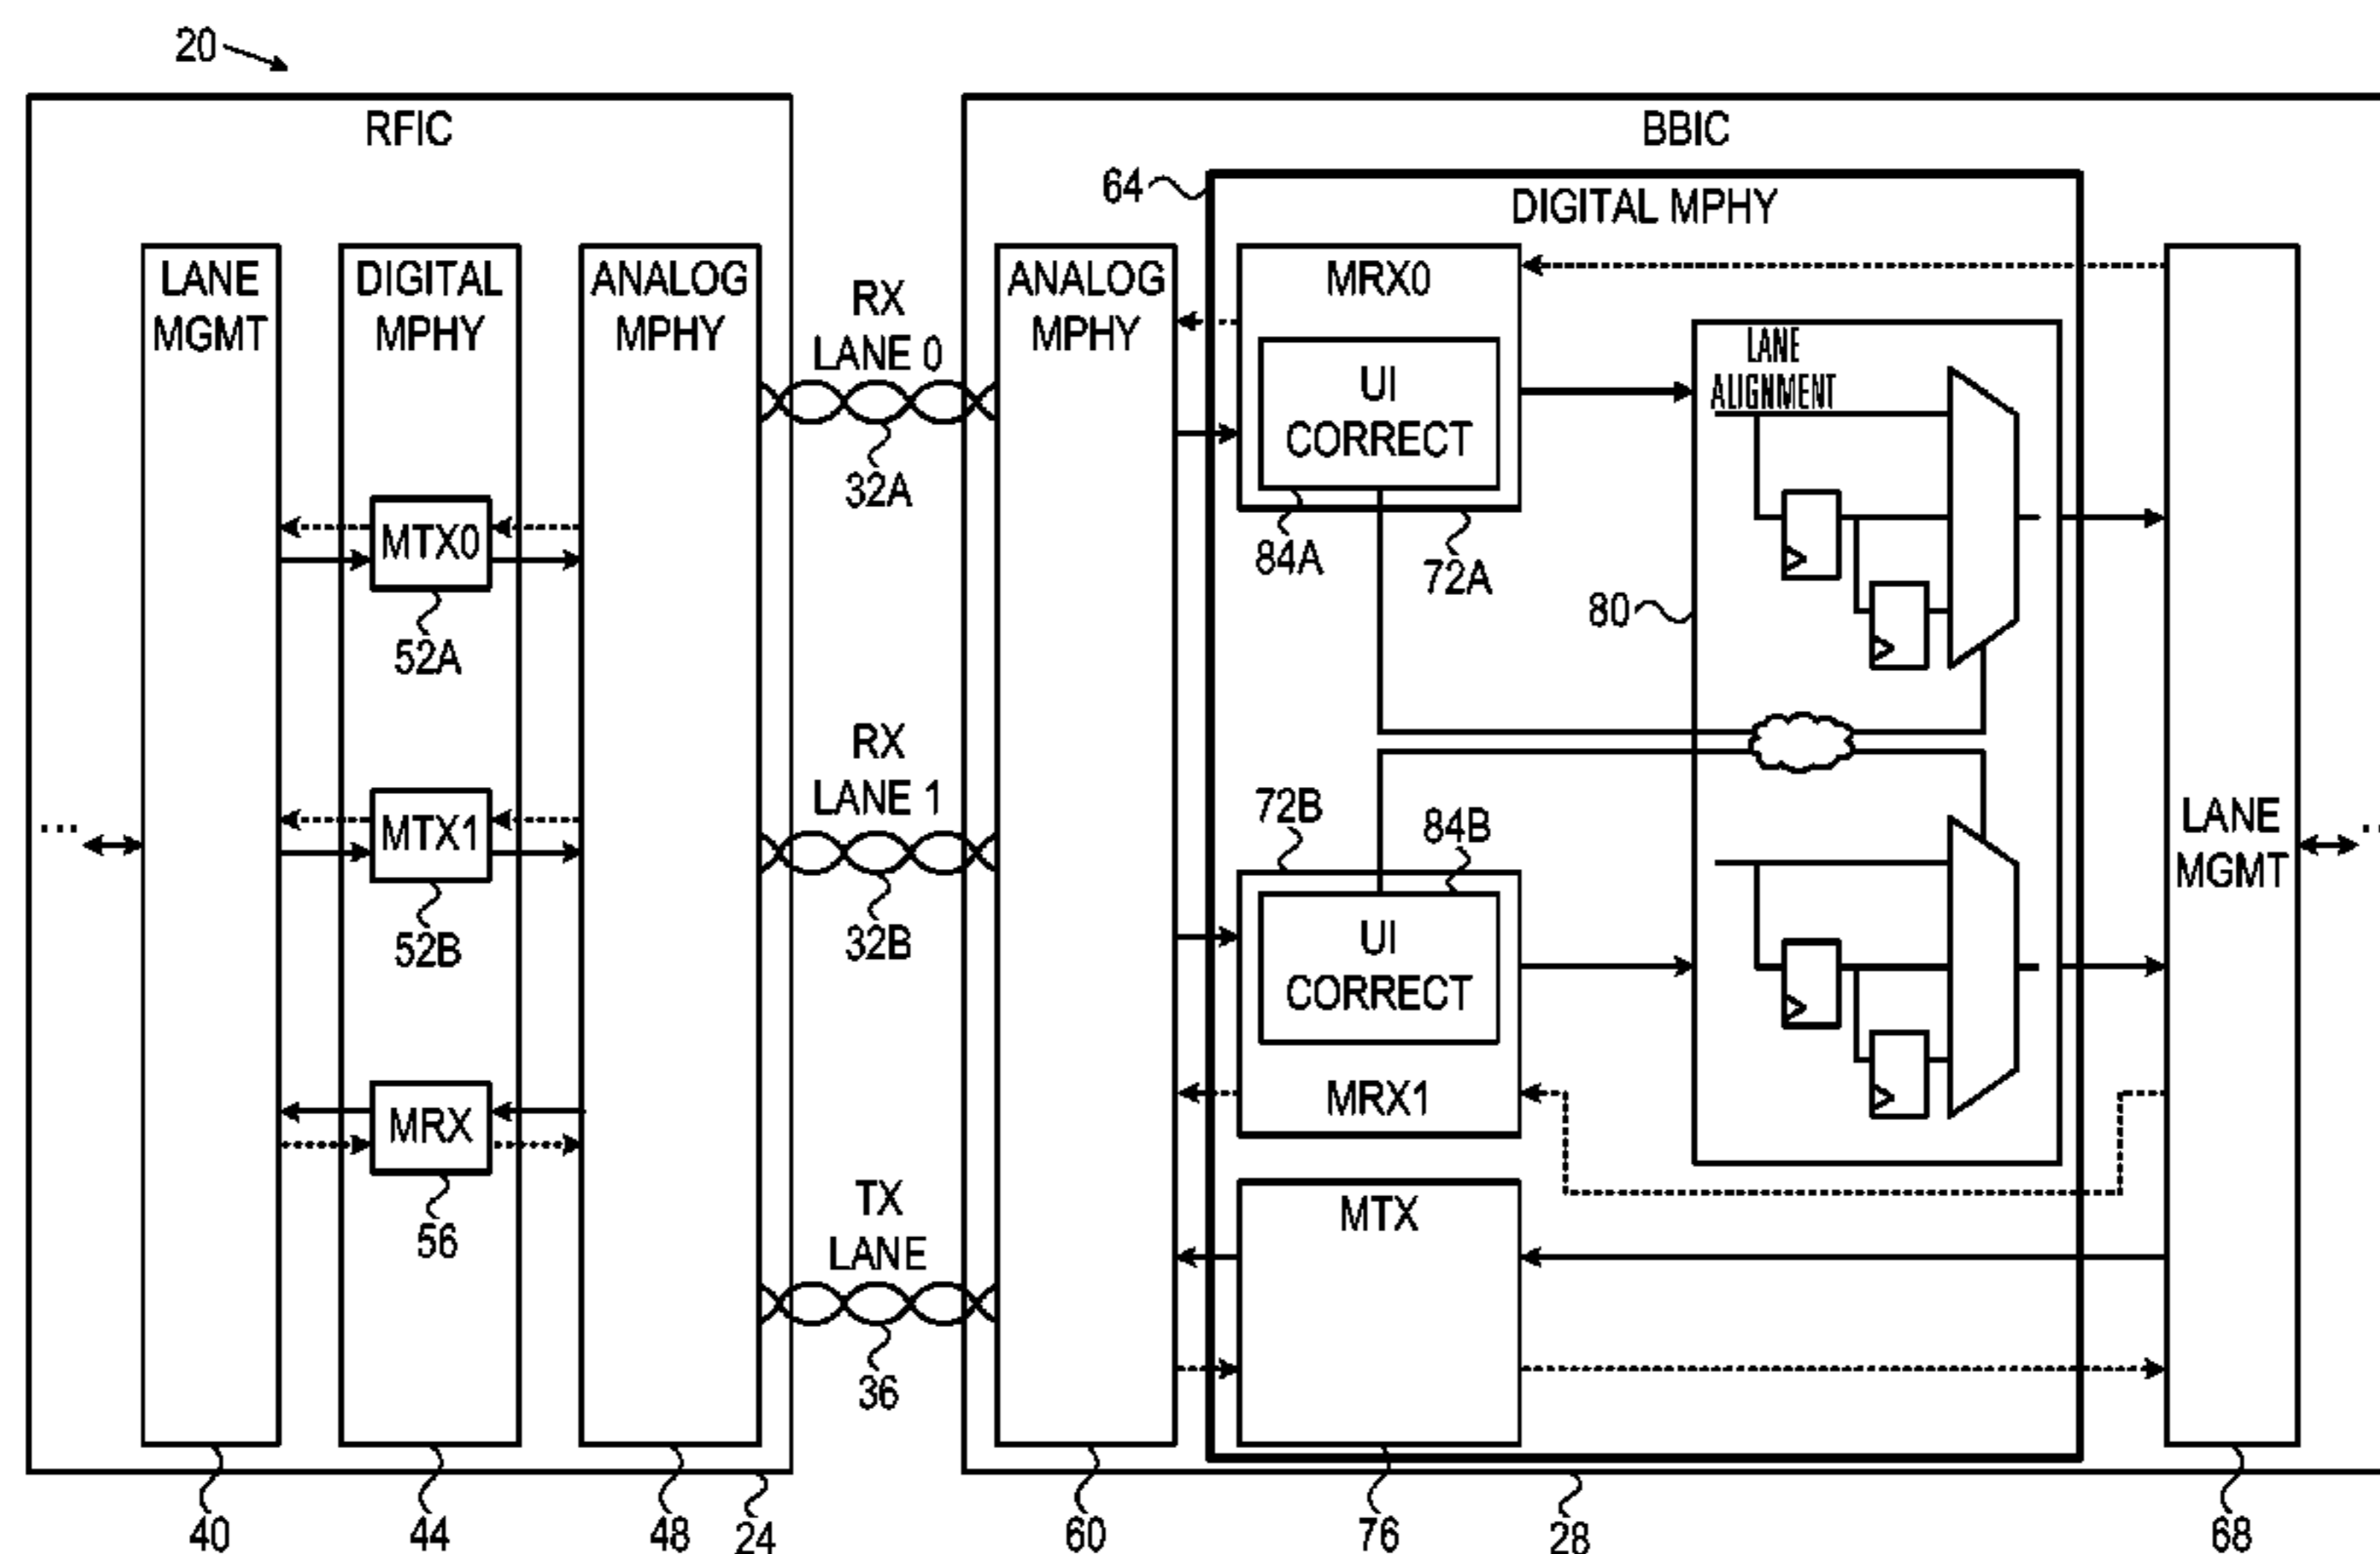 20
RFIC
BBIC
64
DIGITAL MPHY
LANE
MGMT
DIGITAL
MPHY
ANALOG
MPHY
RX
LANE 0
32A
ANALOG
MPHY
MRX0
UI
CORRECT
84A
72A
LANE
ALIGNMENT
80
MTX0
52A
RX
LANE 1
32B
MTX1
52B
72B
84B
UI
CORRECT
MRX1
LANE
MGMT
...
...
MRX
56
TX
LANE
36
MTX
40
44
48
24
60
76
28
68